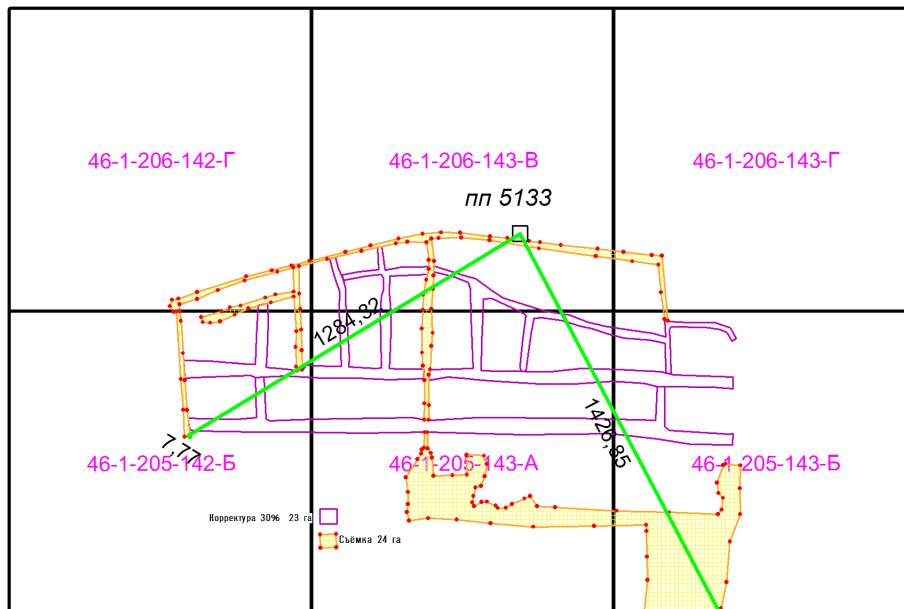 46-1-206-142-Г
46-1-206-143-В
46-1-206-143-Г
пп 5133
1284,32
1426,85
7,77
46-1-205-142-Б
46-1-205-143-А
46-1-205-143-Б
Корректура 30% 23 га
Съёмка 24 га